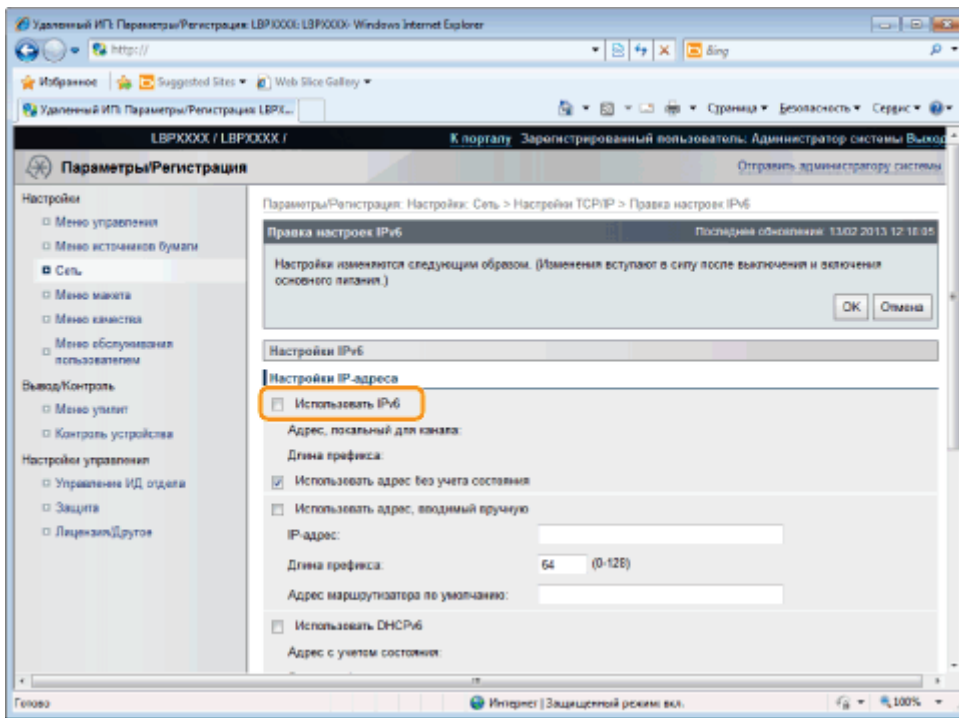 Удаленный ИП: Параметры/Регистрация: LBPXXXX: LBPXXXX- Windows Internet Explorer
http://
Bing
Избранное
Suggested Sites
Web Slice Gallery
Удаленный ИП: Параметры/Регистрация: LBPX...
Страница
Безопасность
Сервис
LBPXXXX / LBPXXXX /
К порталу
Зарегистрированный пользователь: Администратор системы
Выход
Параметры/Регистрация
Отправить администратору системы
Настройки
Меню управления
Меню источников бумаги
Сеть
Меню макета
Меню качества
Меню обслуживания
пользователем
Вывод/Контроль
Меню утилит
Контроль устройства
Настройки управления
Управление ИД отдела
Защита
Лицензия/Другое
Параметры/Регистрация: Настройки: Сеть > Настройки TCP/IP > Правка настроек IPv6
Правка настроек IPv6
Последнее обновление: 13/02 2013 12:18:05
Настройки изменяются следующим образом. (Изменения вступают в силу после выключения и включения
основного питания.)
OK
Отмена
Настройки IPv6
Настройки IP-адреса
Использовать IPv6
Адрес, локальный для канала:
Длина префикса:
Использовать адрес без учета состояния
Использовать адрес, вводимый вручную
IP-адрес:
Длина префикса:
64
(0-128)
Адрес маршрутизатора по умолчанию:
Использовать DHCPv6
Адрес с учетом состояния:
Готово
Интернет | Защищенный режим: вкл.
100%